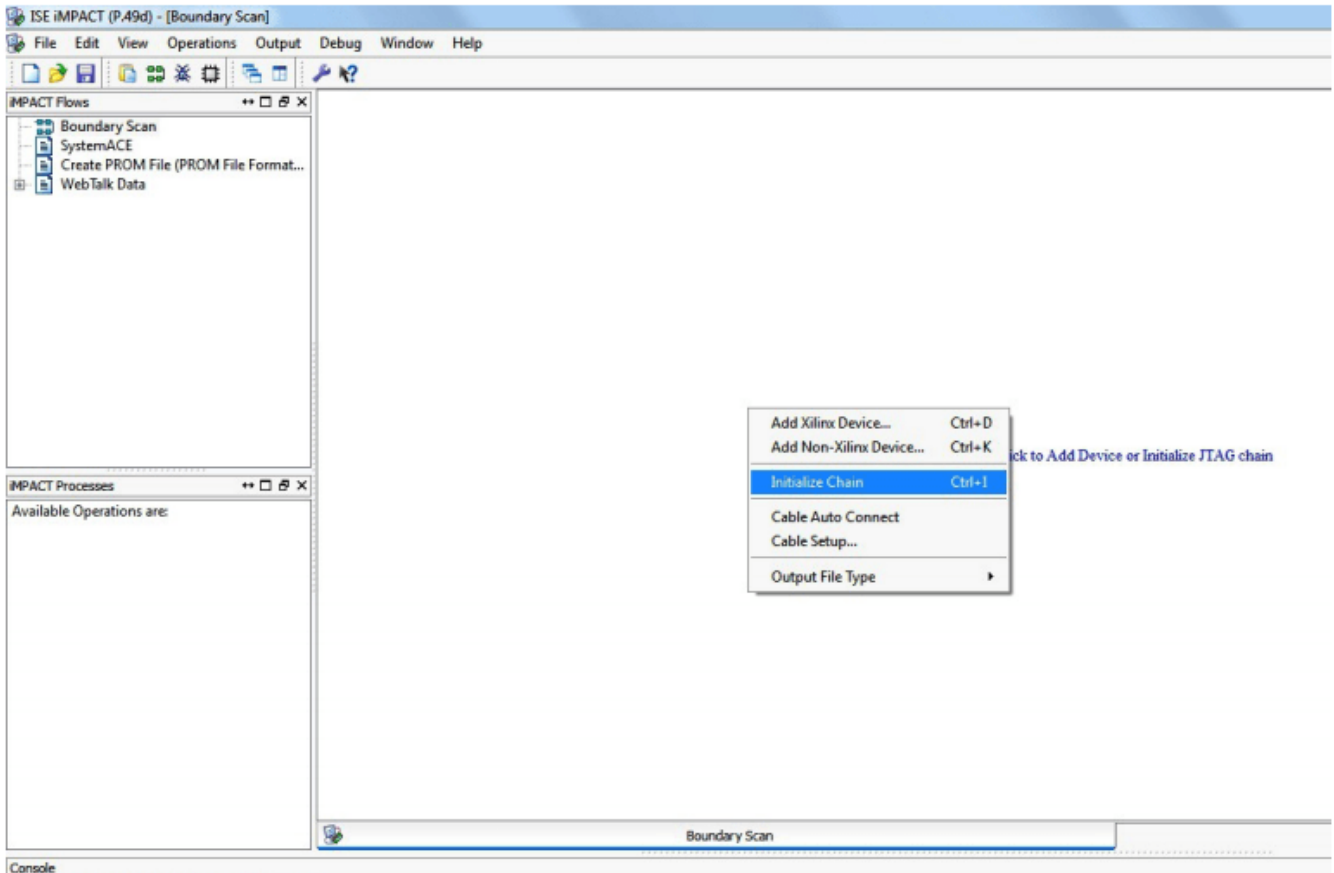 ISE iMPACT (P.49d) - [Boundary Scan]
File Edit View Operations Output Debug Window Help
iMPACT Flows
Boundary Scan
SystemACE
Create PROM File (PROM File Format...
WebTalk Data
Add Xilinx Device... Ctrl+D
Add Non-Xilinx Device... Ctrl+K
ick to Add Device or Initialize JTAG chain
Initialize Chain Ctrl+I
Cable Auto Connect
Cable Setup...
Output File Type
iMPACT Processes
Available Operations are:
Boundary Scan
Console